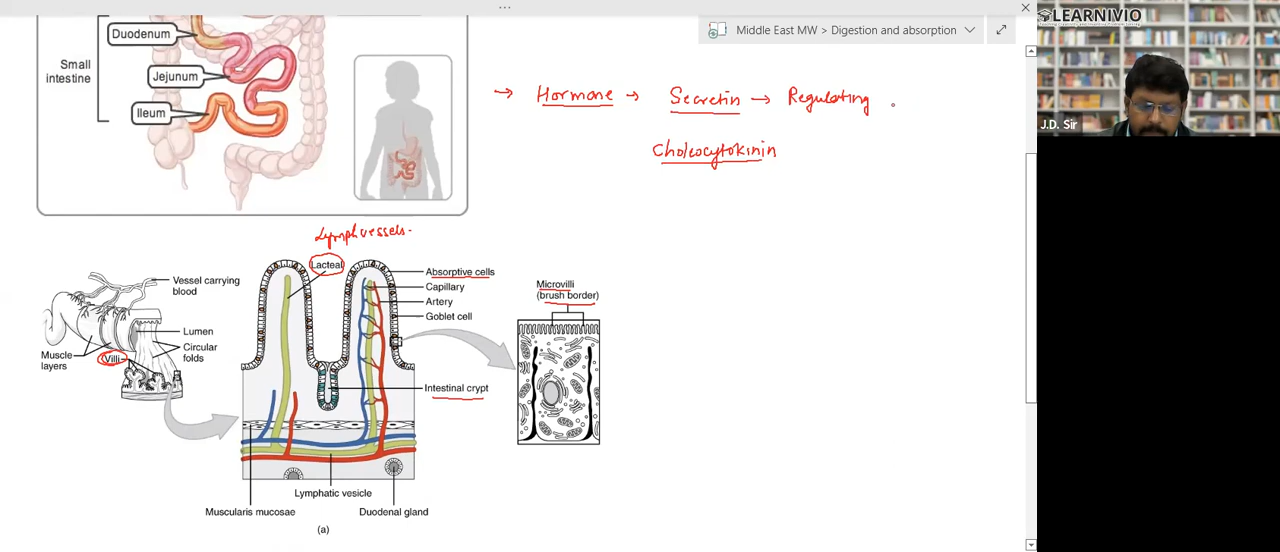 LEARNIVIO
Middle East MW > Digestion and absorption
J.D. Sir
Duodenum
Small
intestine
Jejunum
Ileum
→ Hormone → Secretin → Regulating
Choleocytokinin
Lymph vessels.
Lacteal
Vessel carrying
blood
Lumen
Circular
folds
Muscle
layers
Villi
Absorptive cells
Capillary
Artery
Goblet cell
Intestinal crypt
Microvilli
(brush border)
Lymphatic vesicle
Muscularis mucosae
Duodenal gland
(a)